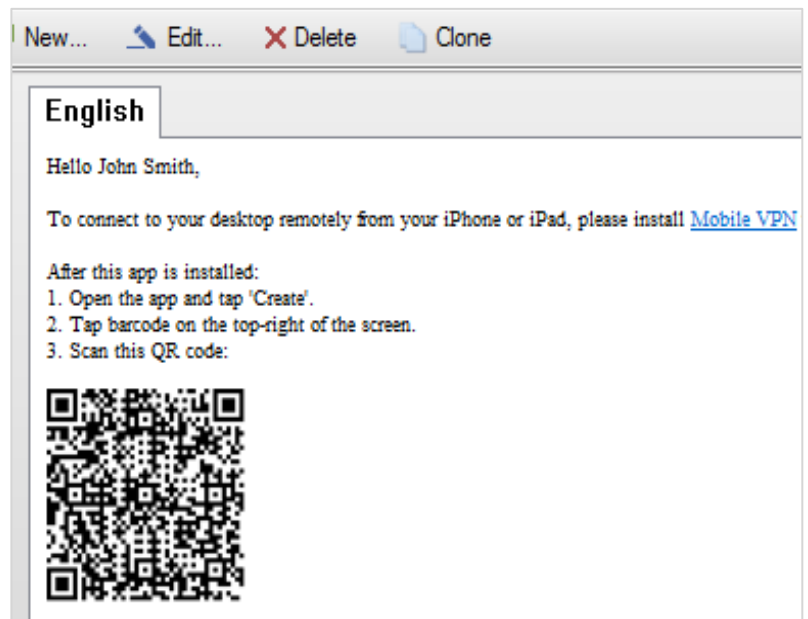 New... Edit... Delete Clone
English
Hello John Smith,
To connect to your desktop remotely from your iPhone or iPad, please install Mobile VPN
After this app is installed:
1. Open the app and tap 'Create'.
2. Tap barcode on the top-right of the screen.
3. Scan this QR code: